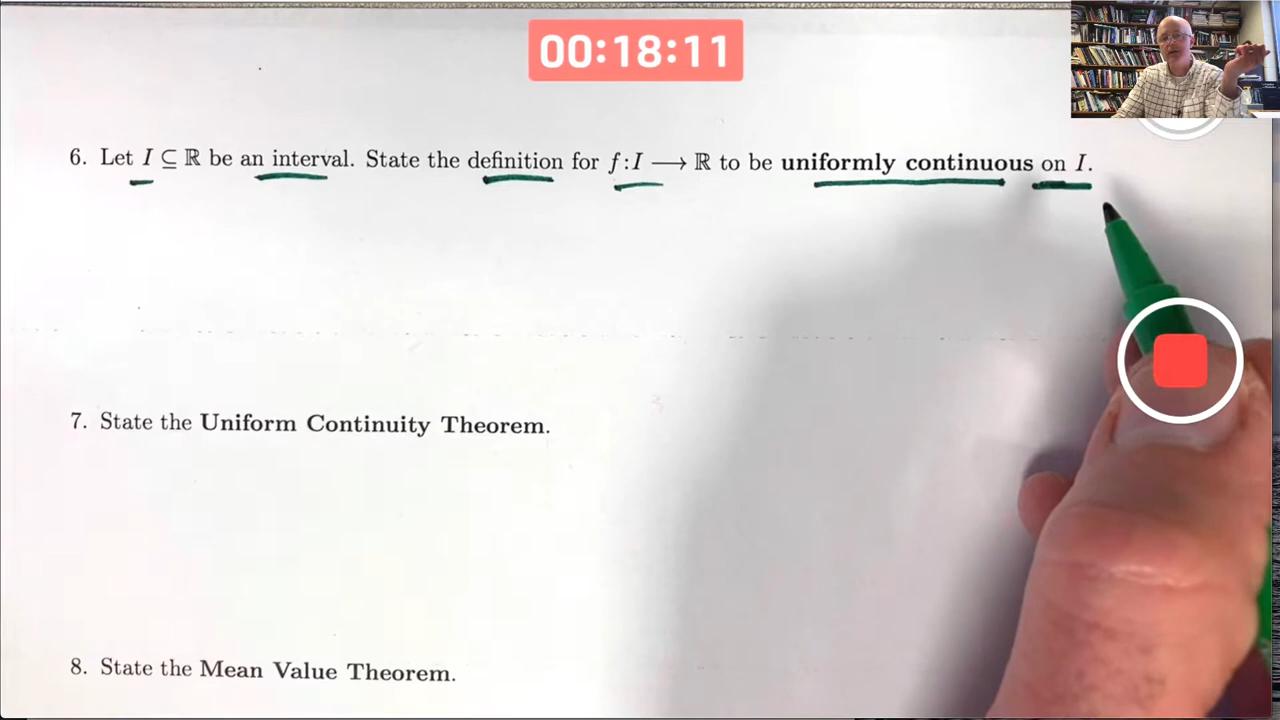 00:18:11
6. Let I ⊆ ℝ be an interval. State the definition for f : I ⟶ ℝ to be uniformly continuous on I.
7. State the Uniform Continuity Theorem.
8. State the Mean Value Theorem.